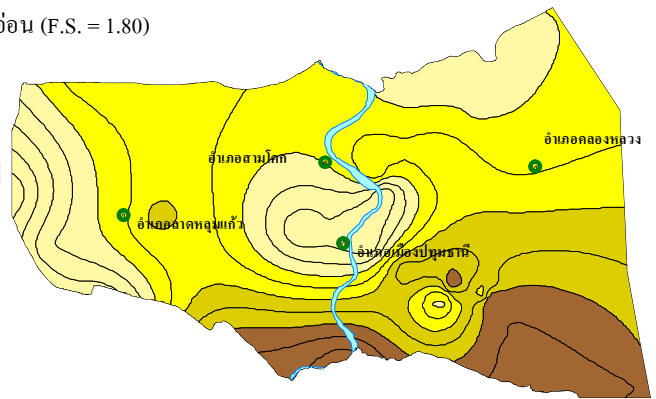 อ่อน (F.S. = 1.80)
อำเภอคลองหลวง
อำเภอสามโคก
อำเภอลาดหลุมแก้ว
อำเภอเมืองปทุมธานี